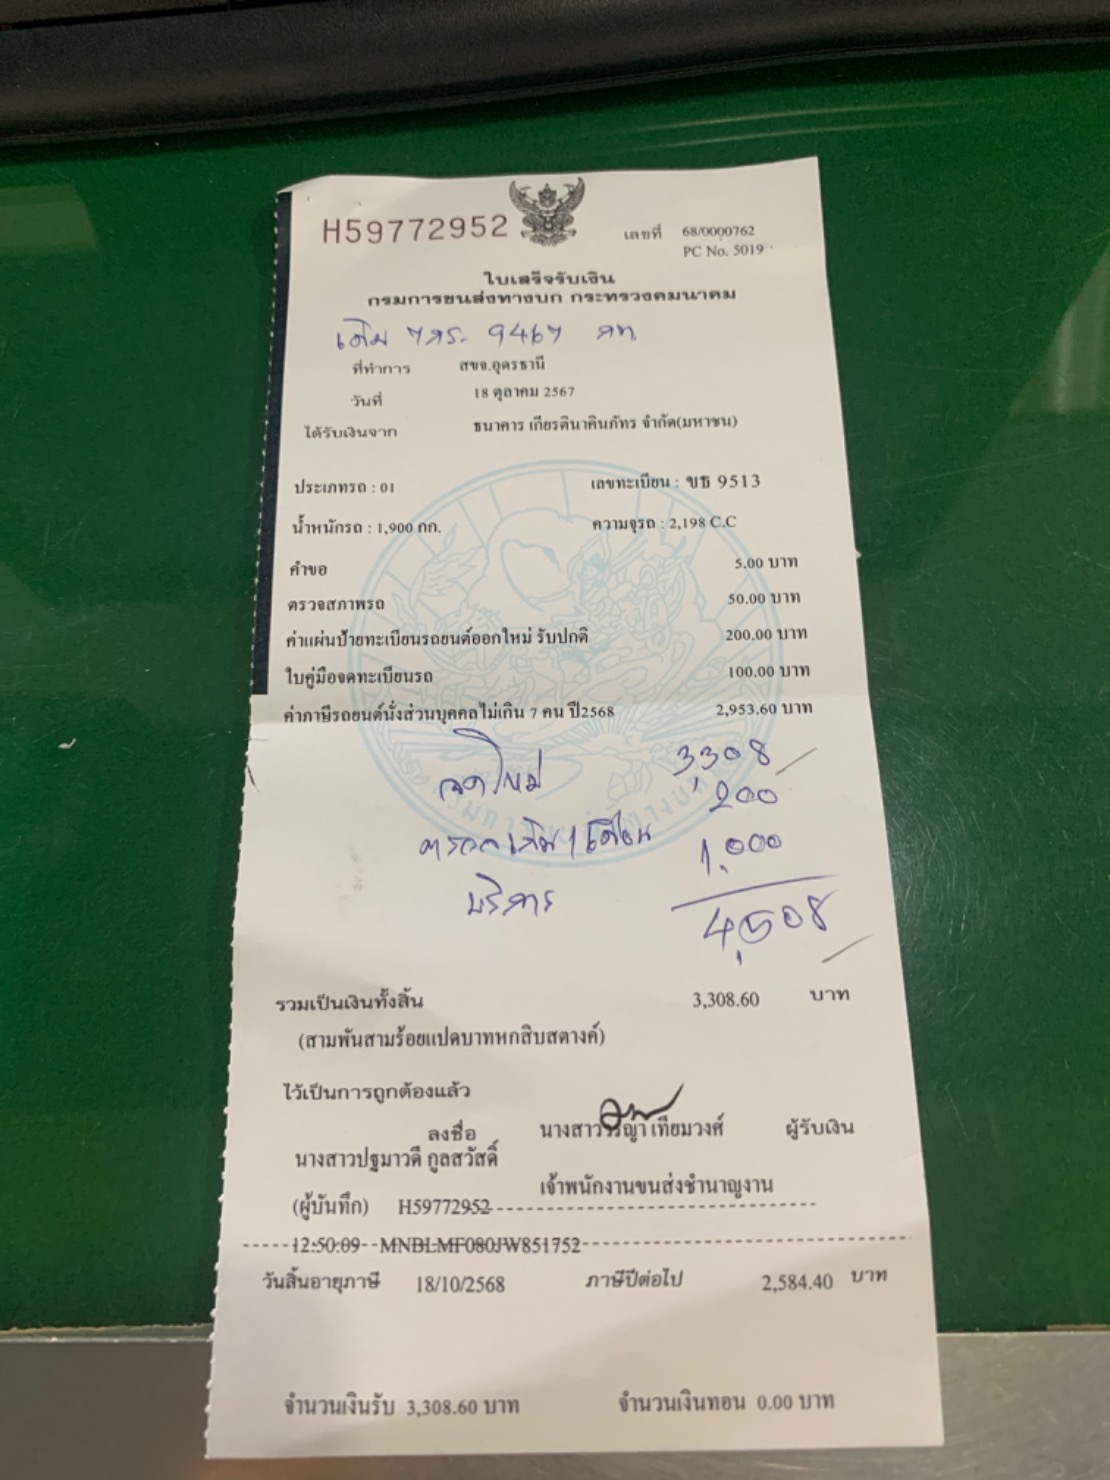 H59772952
เลขที่ 68/0000762
PC No. 5019
ใบเสร็จรับเงิน
กรมการขนส่งทางบก กระทรวงคมนาคม
เดิม 9467 กท.
ที่ทำการ สขจ.อุดรธานี
วันที่ 18 ตุลาคม 2567
ได้รับเงินจาก ธนาคาร เกียรตินาคินภัทร จำกัด(มหาชน)
ประเภทรถ : 01 เลขทะเบียน : ขธ 9513
น้ำหนักรถ : 1,900 กก. ความจุรถ : 2,198 C.C
คำขอ 5.00 บาท
ตรวจสภาพรถ 50.00 บาท
ค่าแผ่นป้ายทะเบียนรถยนต์ออกใหม่ รับปกติ 200.00 บาท
ใบคู่มือจดทะเบียนรถ 100.00 บาท
ค่าภาษีรถยนต์นั่งส่วนบุคคลไม่เกิน 7 คน ปี2568 2,953.60 บาท
จดใหม่ 3,308
200
1,000
บริการ
4,508
รวมเป็นเงินทั้งสิ้น 3,308.60 บาท
(สามพันสามร้อยแปดบาทหกสิบสตางค์)
ไว้เป็นการถูกต้องแล้ว
ลงชื่อ นางสาว เทียมวงศ์ ผู้รับเงิน
นางสาวปฐมาวดี กูลสวัสดิ์
เจ้าพนักงานขนส่งชำนาญงาน
(ผู้บันทึก) H59772952
12:50:09--MNBLMF080JW851752
วันสิ้นอายุภาษี 18/10/2568 ภาษีปีต่อไป 2,584.40 บาท
จำนวนเงินรับ 3,308.60 บาท จำนวนเงินทอน 0.00 บาท